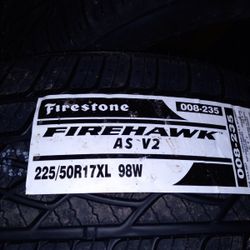 Firestone
008-235
FIREHAWK
AS V2
225/50R17XL 98W
008-235